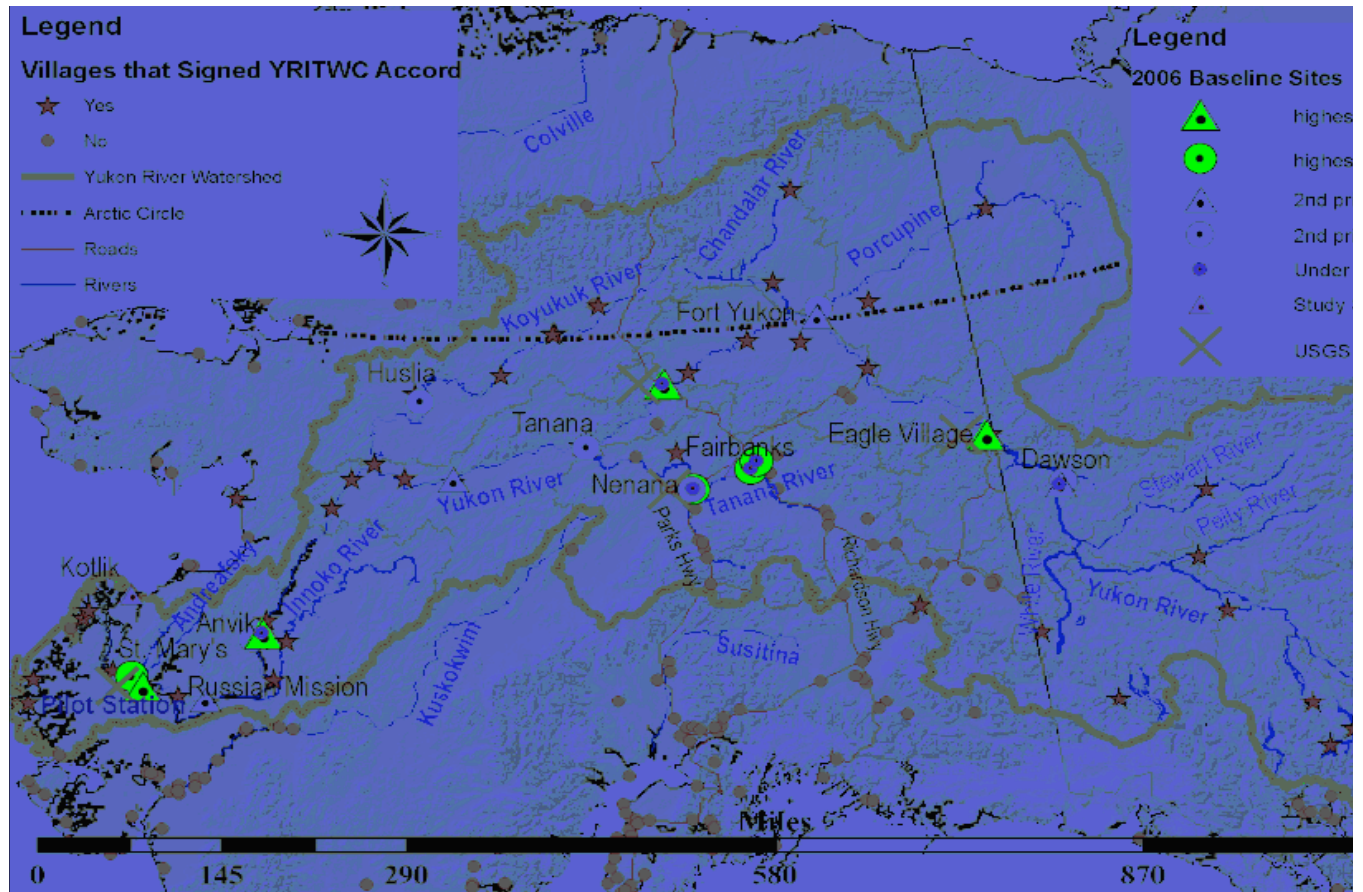 Legend
Villages that Signed YRITWC Accord
Yes
No
Yukon River Watershed
Arctic Circle
Roads
Rivers
Legend
2006 Baseline Sites
highes
highes
2nd pr
2nd pr
Under
Study
USGS
Colville
Chandalar River
Porcupine
Koyukuk River
Fort Yukon
Huslia
Tanana
Fairbanks
Eagle Village
Dawson
Stewart River
Pelly River
Yukon River
Nenana
Tanana River
Parks Hwy
Richardson Hwy
White River
Yukon River
Kotlik
Andreafsky
Innoko River
Anvik
St. Mary's
Russian Mission
Pilot Station
Kuskokwim
Susitina
Miles
0
145
290
580
870